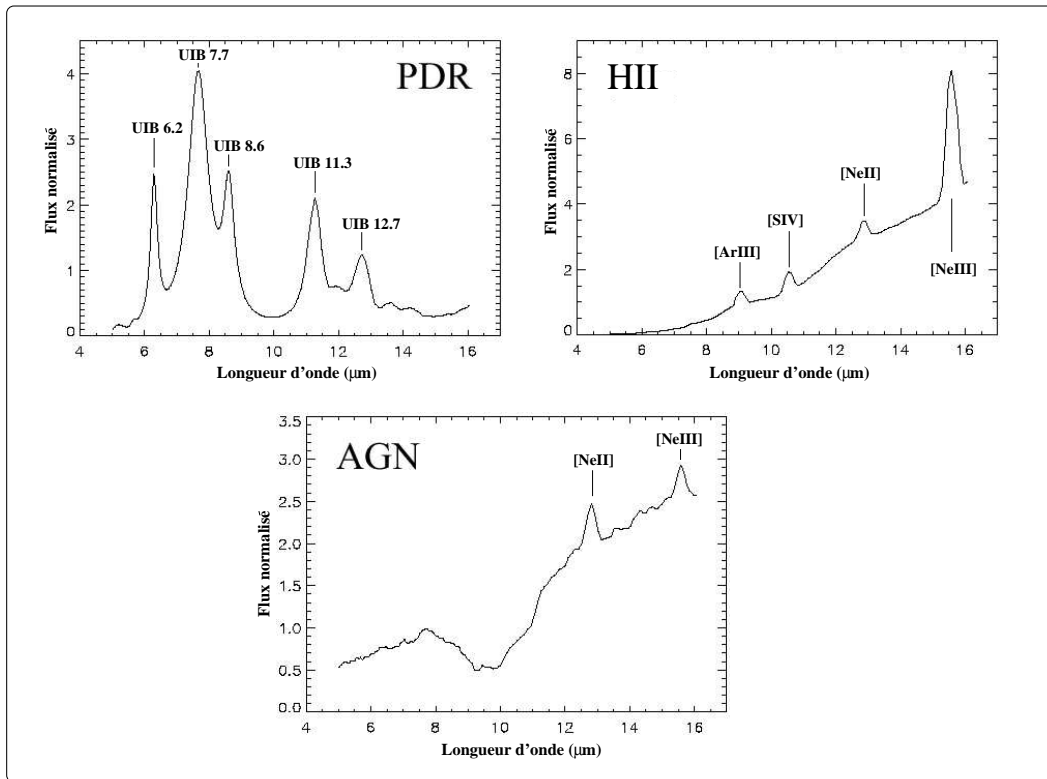 UIB 7.7
PDR
UIB 6.2
UIB 8.6
UIB 11.3
UIB 12.7
Flux normalisé
4
3
2
1
0
4 6 8 10 12 14 16
Longueur d'onde (µm)
HII
[NeII]
[SIV]
[ArIII]
[NeIII]
Flux normalisé
8
6
4
2
0
4 6 8 10 12 14 16
Longueur d'onde (µm)
AGN
[NeIII]
[NeII]
Flux normalisé
3.5
3.0
2.5
2.0
1.5
1.0
0.5
0.0
4 6 8 10 12 14 16
Longueur d'onde (µm)